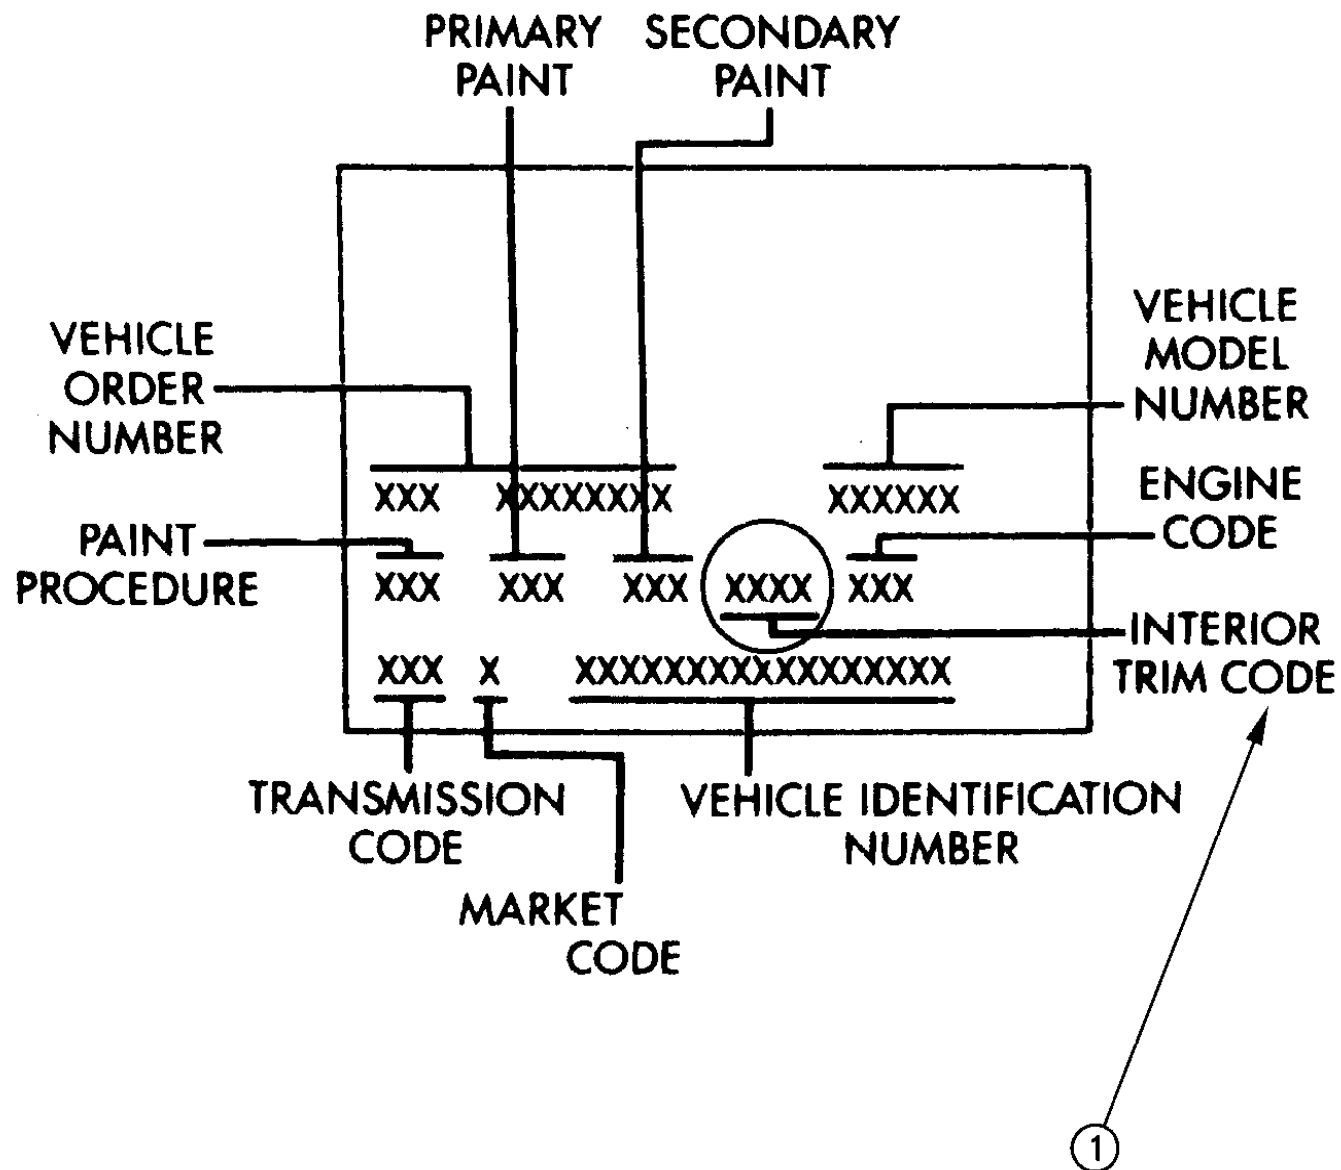 PRIMARY PAINT
SECONDARY PAINT
VEHICLE ORDER NUMBER
VEHICLE MODEL NUMBER
XXX XXXXXXXX XXXXXX
ENGINE CODE
PAINT PROCEDURE
XXX XXX XXX XXXX XXX
INTERIOR TRIM CODE
XXX X XXXXXXXXXXXXXXXXX
TRANSMISSION CODE
VEHICLE IDENTIFICATION NUMBER
MARKET CODE
1